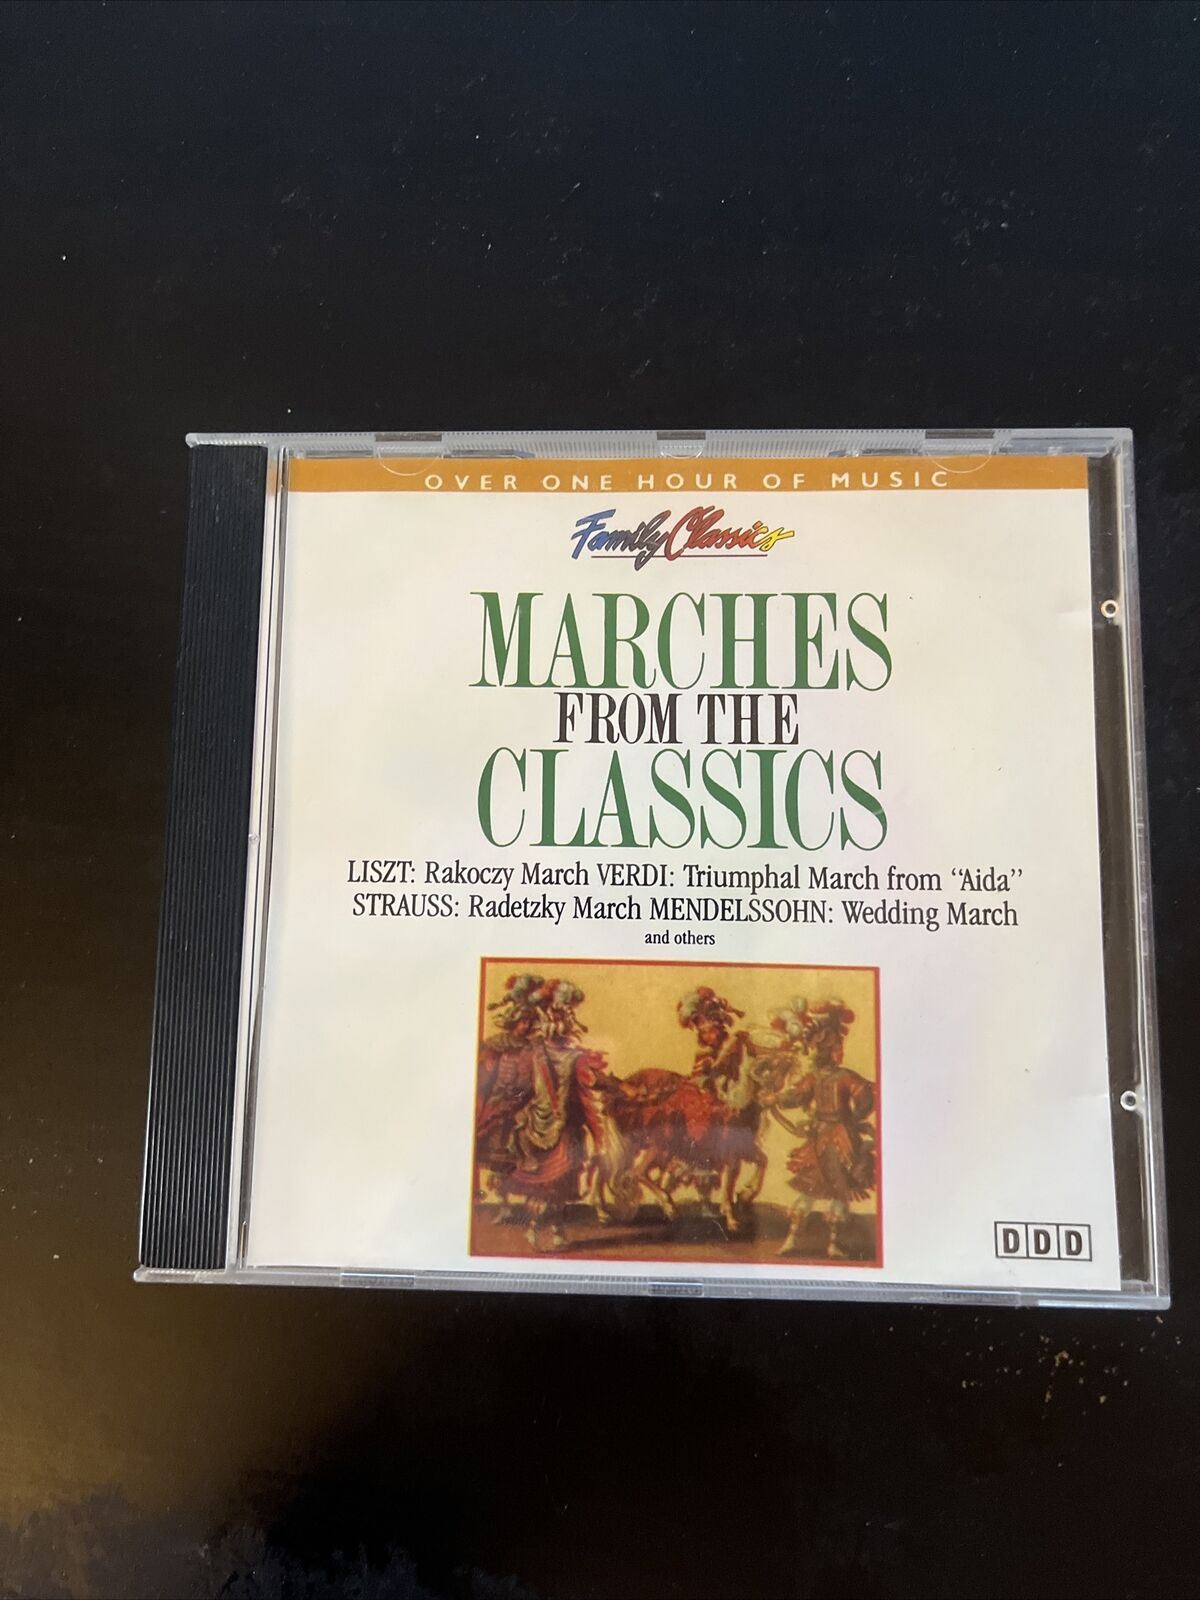 OVER ONE HOUR OF MUSIC
Family Classics
MARCHES
FROM THE
CLASSICS
LISZT: Rakoczy March VERDI: Triumphal March from “Aida”
STRAUSS: Radetzky March MENDELSSOHN: Wedding March
and others
DDD